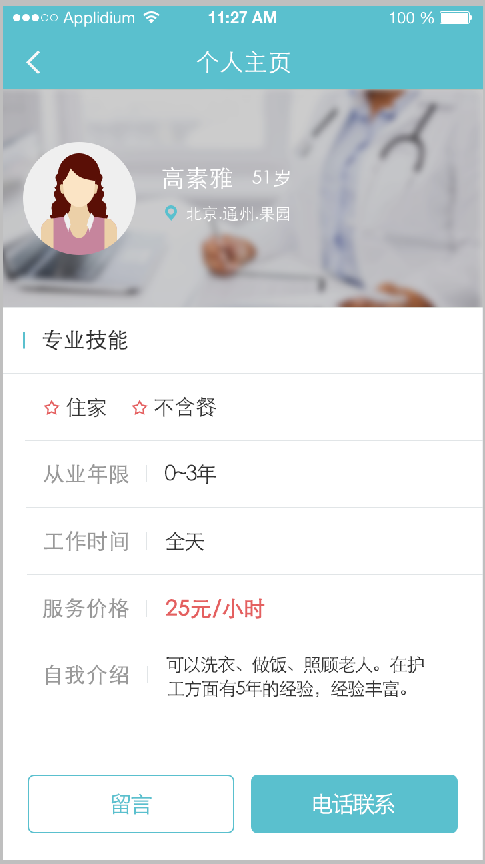 Applidium 11:27 AM 100 %
个人主页
高素雅 51岁
北京.通州.果园
专业技能
住家 不含餐
从业年限 0~3年
工作时间 全天
服务价格 25元/小时
自我介绍 可以洗衣、做饭、照顾老人。在护
工方面有5年的经验，经验丰富。
留言 电话联系